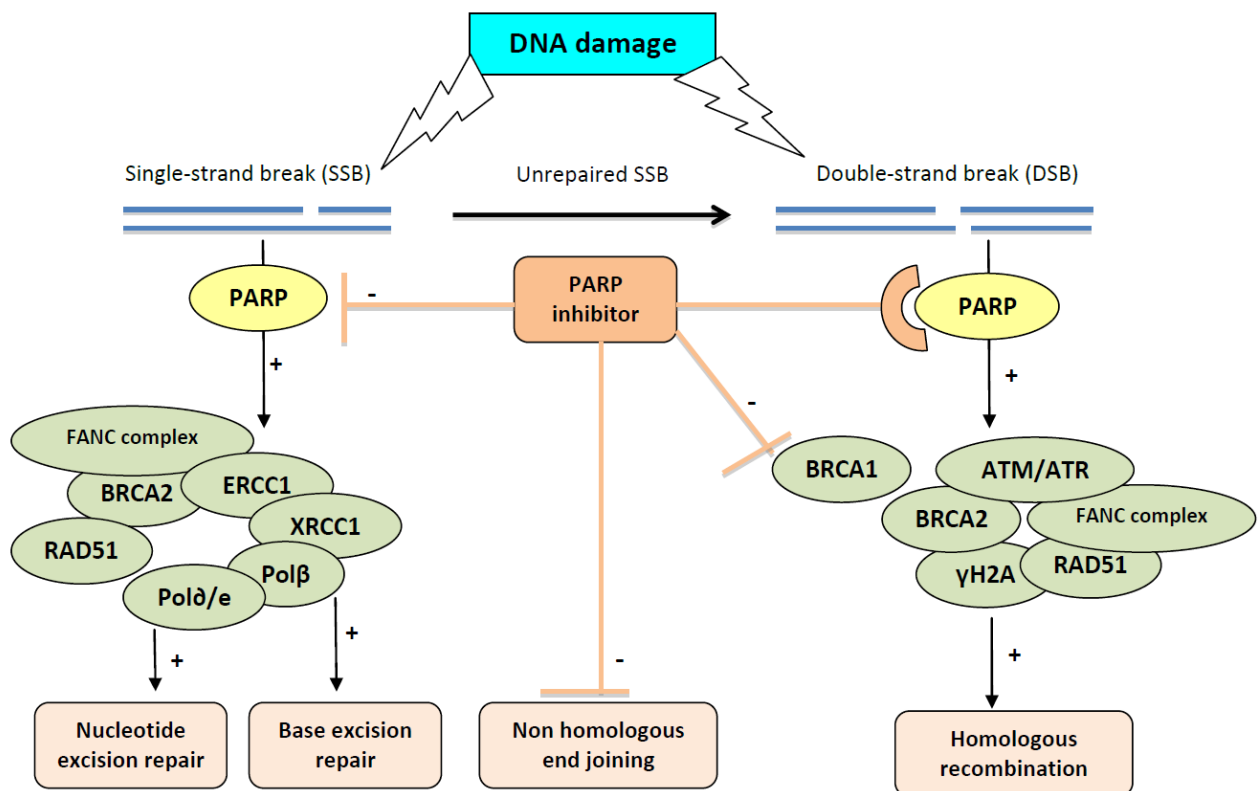 DNA damage
Single-strand break (SSB)
Unrepaired SSB
Double-strand break (DSB)
PARP
-
PARP
inhibitor
PARP
+
+
-
FANC complex
BRCA2
ERCC1
XRCC1
RAD51
Polβ
Pol∂/e
BRCA1
ATM/ATR
BRCA2
FANC complex
γH2A
RAD51
+
+
-
+
Nucleotide
excision repair
Base excision
repair
Non homologous
end joining
Homologous
recombination